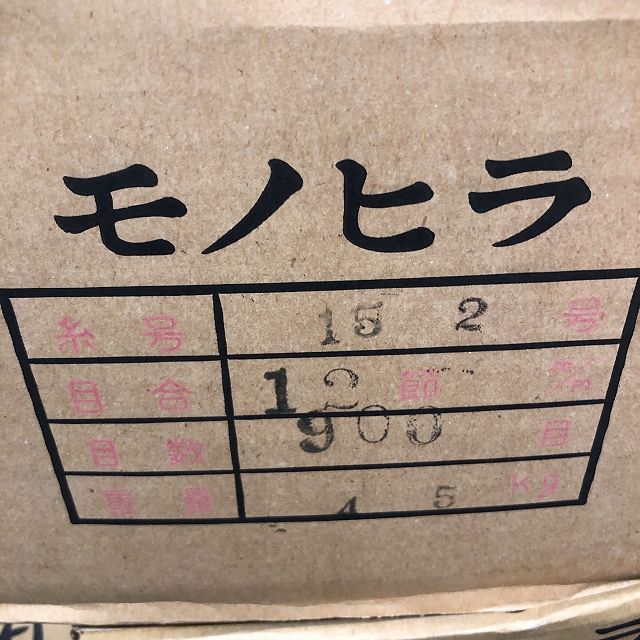 モノヒラ
糸号 15 2 号
目合 12 節
目数 900 目
重量 4 5 kg